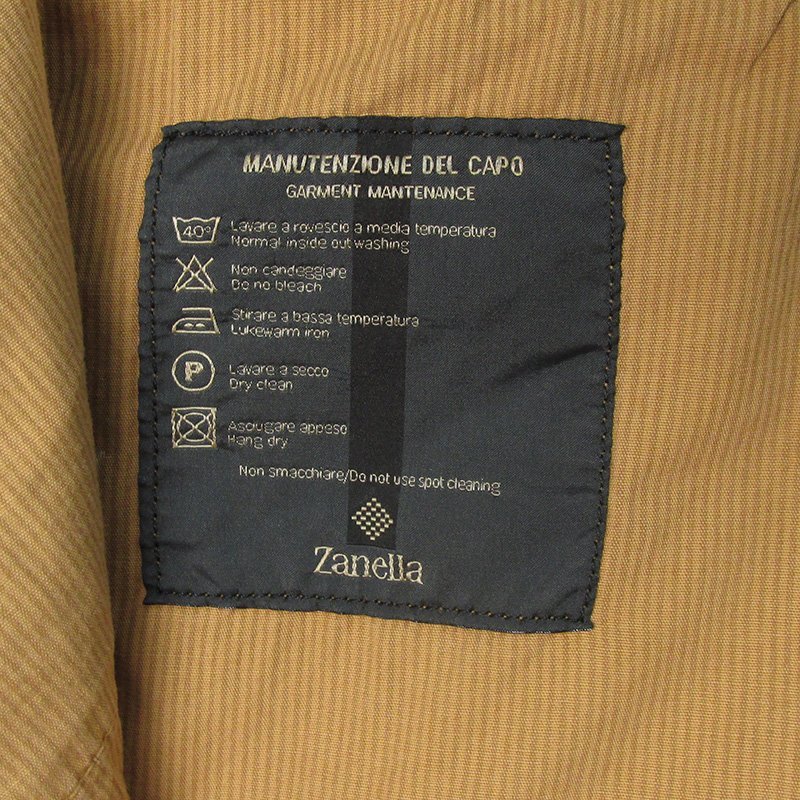 MANUTENZIONE DEL CAPO
GARMENT MANTENANCE
40° Lavare a rovescio a media temperatura
Normal inside out washing
Non candeggiare
Do no bleach
Stirare a bassa temperatura
Lukewarm iron
P Lavare a secco
Dry clean
Asciugare appeso
Hang dry
Non smacchiare/Do not use spot cleaning
Zanella